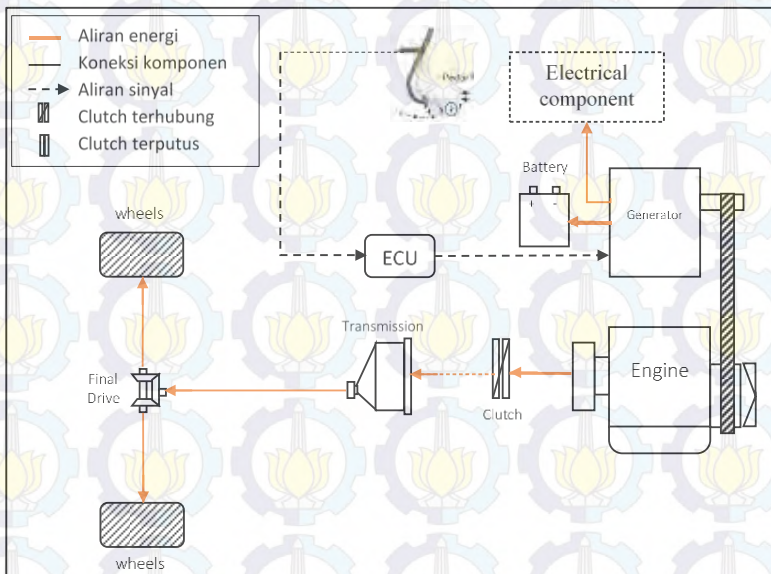 Aliran energi
Koneksi komponen
Aliran sinyal
Clutch terhubung
Clutch terputus
Electrical
component
Battery
+ -
Generator
wheels
ECU
Transmission
Engine
Final
Drive
Clutch
wheels